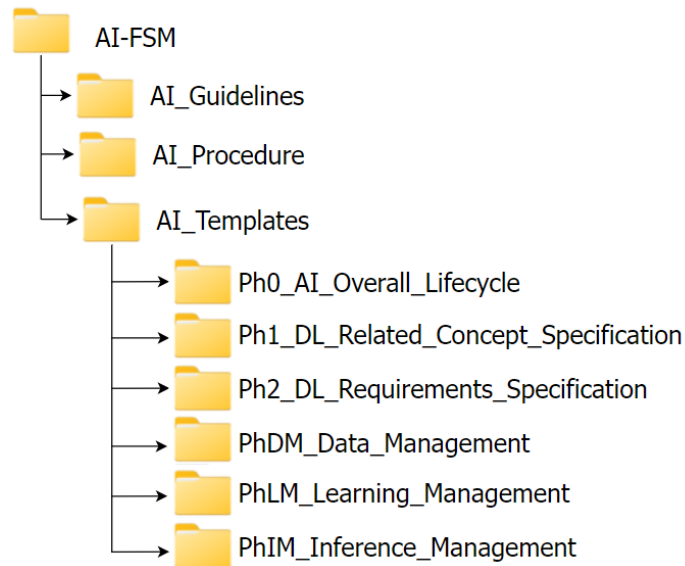 AI-FSM
AI_Guidelines
AI_Procedure
AI_Templates
Ph0_AI_Overall_Lifecycle
Ph1_DL_Related_Concept_Specification
Ph2_DL_Requirements_Specification
PhDM_Data_Management
PhLM_Learning_Management
PhIM_Inference_Management